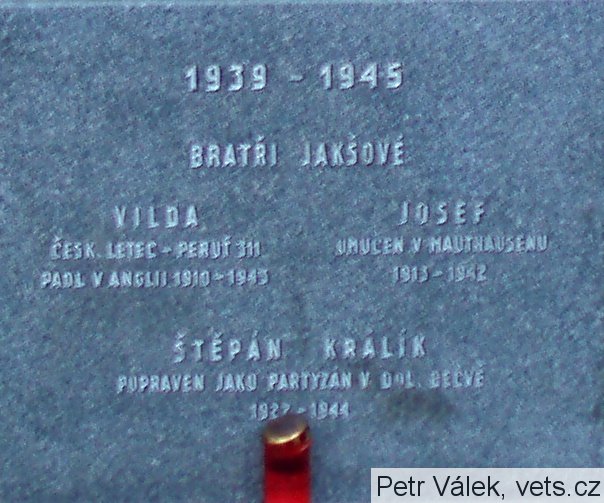 1939 - 1945
BRATŘI JAKŠOVÉ
VILDA
ČESK. LETEC - PERUŤ 311
PADL V ANGLII 1910 - 1943
JOSEF
UMUČEN V MAUTHAUSENU
1913 - 1942
ŠTĚPÁN KRÁLÍK
POPRAVEN JAKO PARTYZÁN V DOL. BEČVĚ
1922 - 1944
Petr Válek, vets.cz